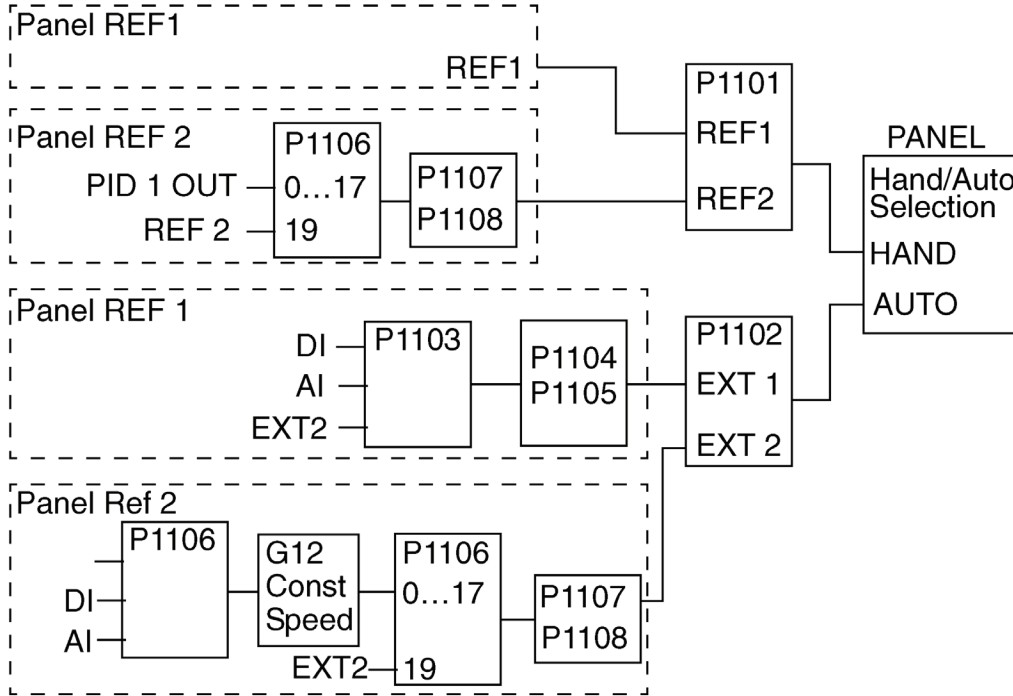 Panel REF1
REF1
Panel REF 2
P1106
PID 1 OUT
0...17
REF 2
19
P1107
P1108
P1101
REF1
REF2
PANEL
Hand/Auto
Selection
HAND
AUTO
Panel REF 1
DI
AI
EXT2
P1103
P1104
P1105
P1102
EXT 1
EXT 2
Panel Ref 2
P1106
DI
AI
G12
Const
Speed
P1106
0...17
EXT2
19
P1107
P1108